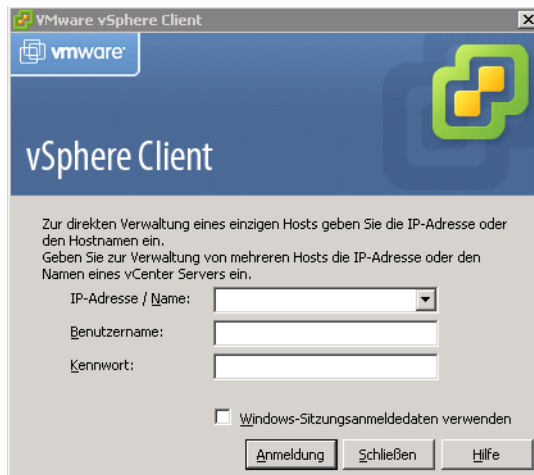 VMware vSphere Client
vmware
vSphere Client
Zur direkten Verwaltung eines einzigen Hosts geben Sie die IP-Adresse oder
den Hostnamen ein.
Geben Sie zur Verwaltung von mehreren Hosts die IP-Adresse oder den
Namen eines vCenter Servers ein.
IP-Adresse / Name:
Benutzername:
Kennwort:
Windows-Sitzungsanmeldedaten verwenden
Anmeldung Schließen Hilfe